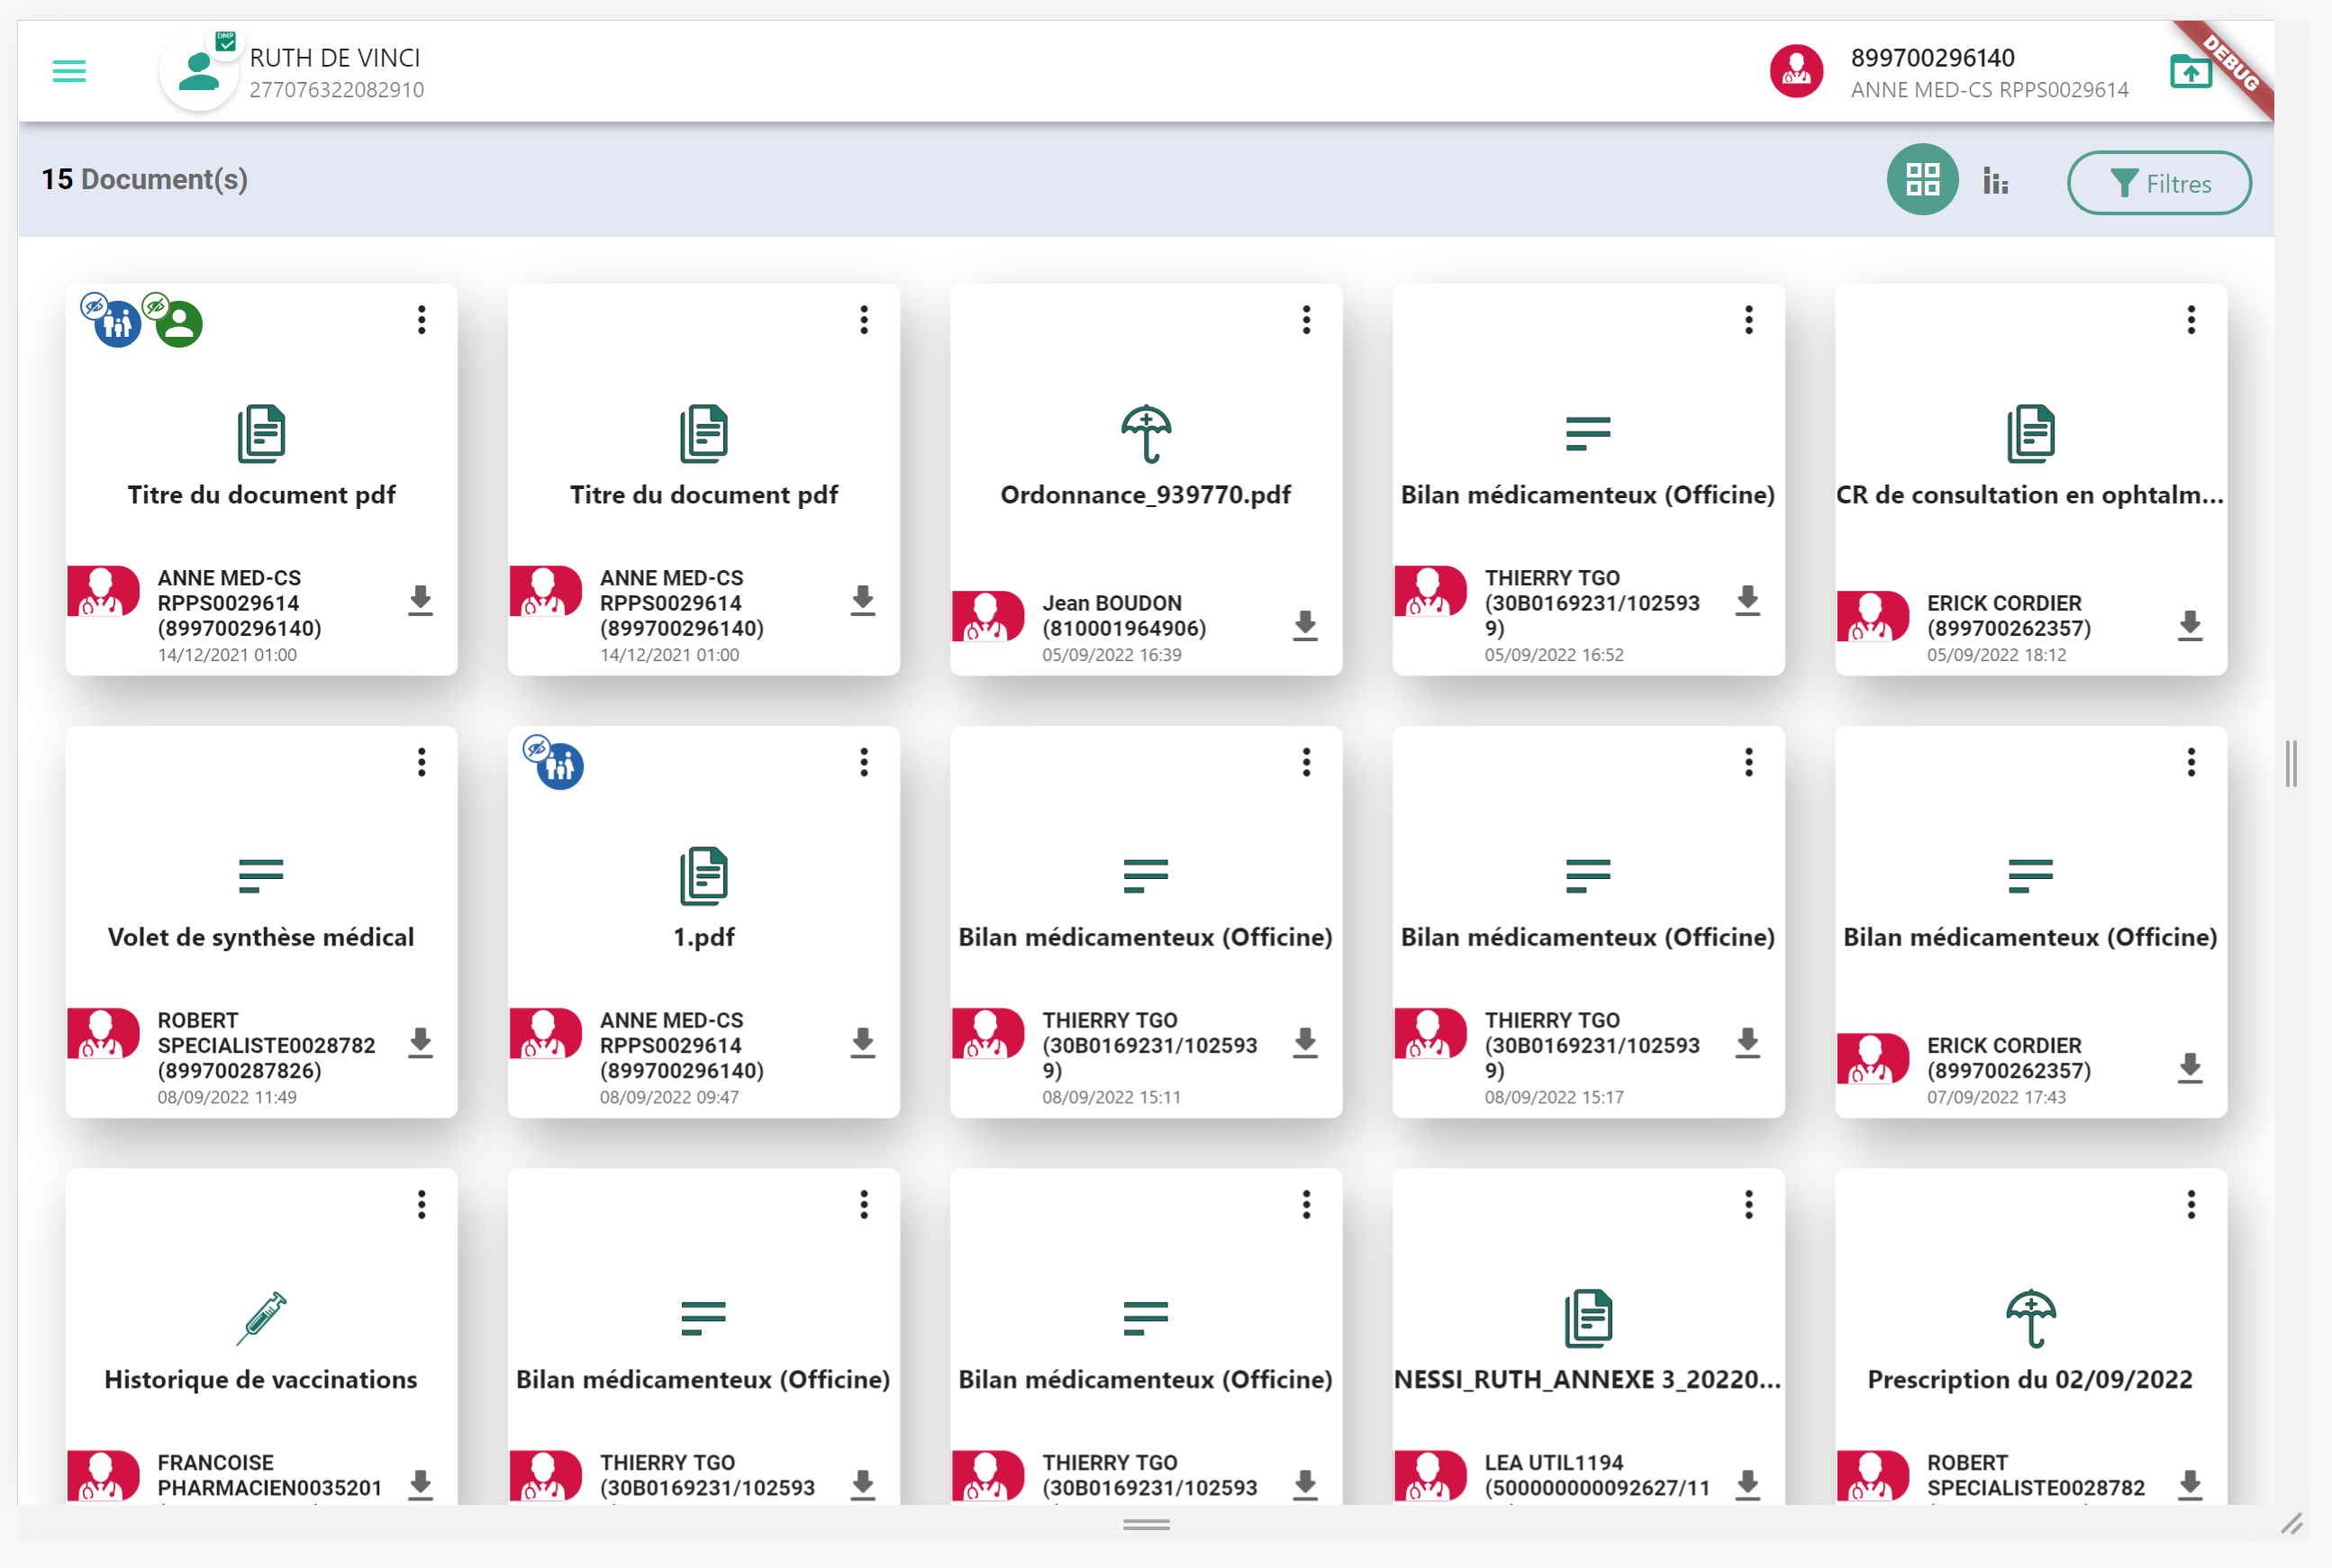 DMP
RUTH DE VINCI
277076322082910
899700296140
ANNE MED-CS RPPS0029614
DEBUG
15 Document(s)
Filtres
Titre du document pdf
ANNE MED-CS
RPPS0029614
(899700296140)
14/12/2021 01:00
Titre du document pdf
ANNE MED-CS
RPPS0029614
(899700296140)
14/12/2021 01:00
Ordonnance_939770.pdf
Jean BOUDON
(810001964906)
05/09/2022 16:39
Bilan médicamenteux (Officine)
THIERRY TGO
(30B0169231/102593
9)
05/09/2022 16:52
CR de consultation en ophtalm...
ERICK CORDIER
(899700262357)
05/09/2022 18:12
Volet de synthèse médical
ROBERT
SPECIALISTE0028782
(899700287826)
08/09/2022 11:49
1.pdf
ANNE MED-CS
RPPS0029614
(899700296140)
08/09/2022 09:47
Bilan médicamenteux (Officine)
THIERRY TGO
(30B0169231/102593
9)
08/09/2022 15:11
Bilan médicamenteux (Officine)
THIERRY TGO
(30B0169231/102593
9)
08/09/2022 15:17
Bilan médicamenteux (Officine)
ERICK CORDIER
(899700262357)
07/09/2022 17:43
Historique de vaccinations
FRANCOISE
PHARMACIEN0035201
Bilan médicamenteux (Officine)
THIERRY TGO
(30B0169231/102593
Bilan médicamenteux (Officine)
THIERRY TGO
(30B0169231/102593
NESSI_RUTH_ANNEXE 3_20220...
LEA UTIL1194
(500000000092627/11
Prescription du 02/09/2022
ROBERT
SPECIALISTE0028782